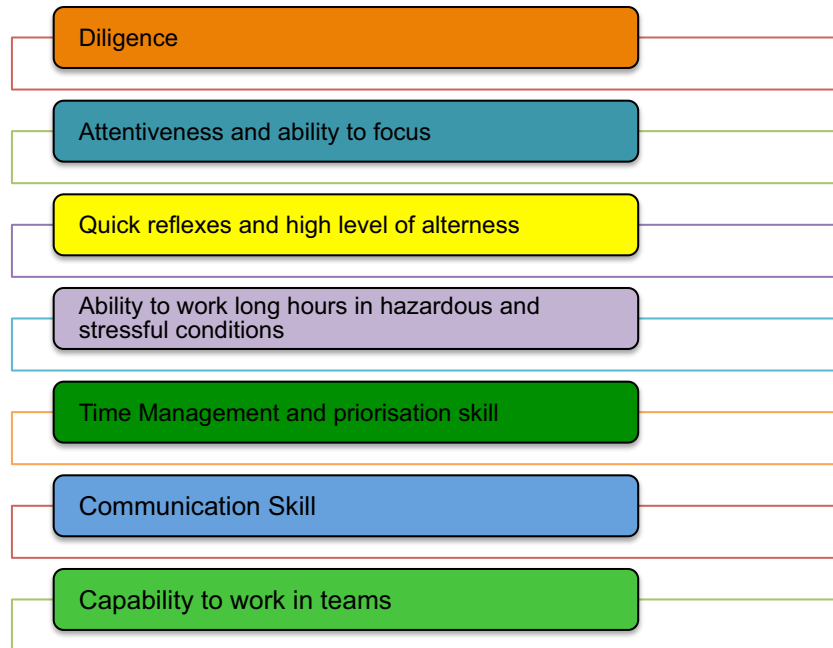 Diligence
Attentiveness and ability to focus
Quick reflexes and high level of alterness
Ability to work long hours in hazardous and
stressful conditions
Time Management and priorisation skill
Communication Skill
Capability to work in teams